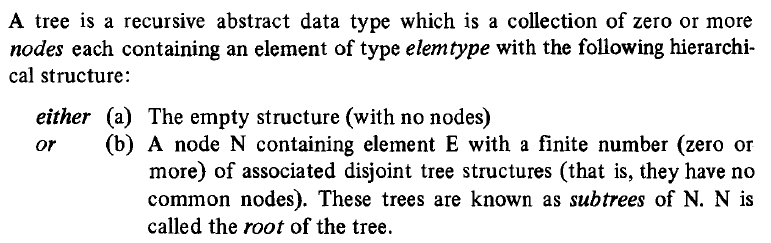 A tree is a recursive abstract data type which is a collection of zero or more
nodes each containing an element of type elemtype with the following hierarchi-
cal structure:
either (a) The empty structure (with no nodes)
or (b) A node N containing element E with a finite number (zero or
more) of associated disjoint tree structures (that is, they have no
common nodes). These trees are known as subtrees of N. N is
called the root of the tree.